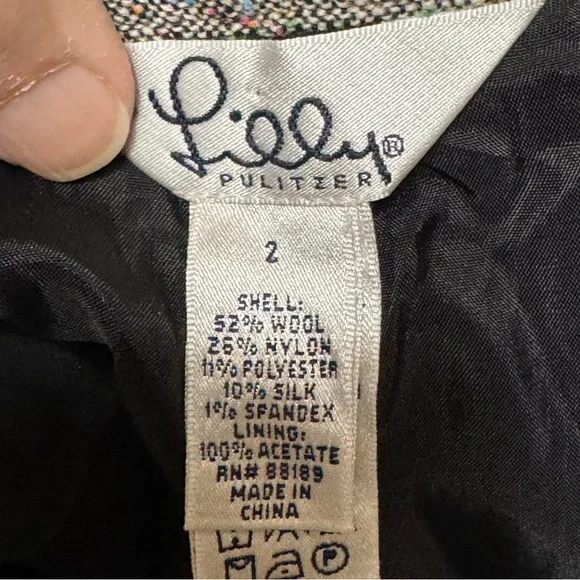 Lilly®
PULITZER
2
SHELL:
52% WOOL
26% NYLON
11% POLYESTER
10% SILK
1% SPANDEX
LINING:
100% ACETATE
RN# 88189
MADE IN
CHINA
P